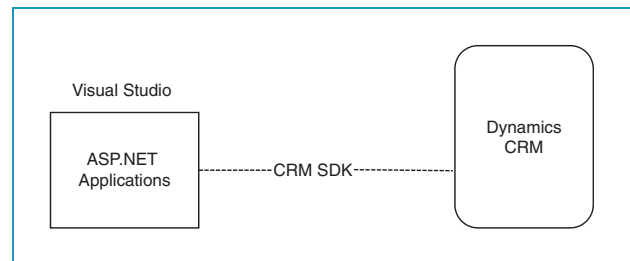 Visual Studio
ASP.NET
Applications
CRM SDK
Dynamics
CRM